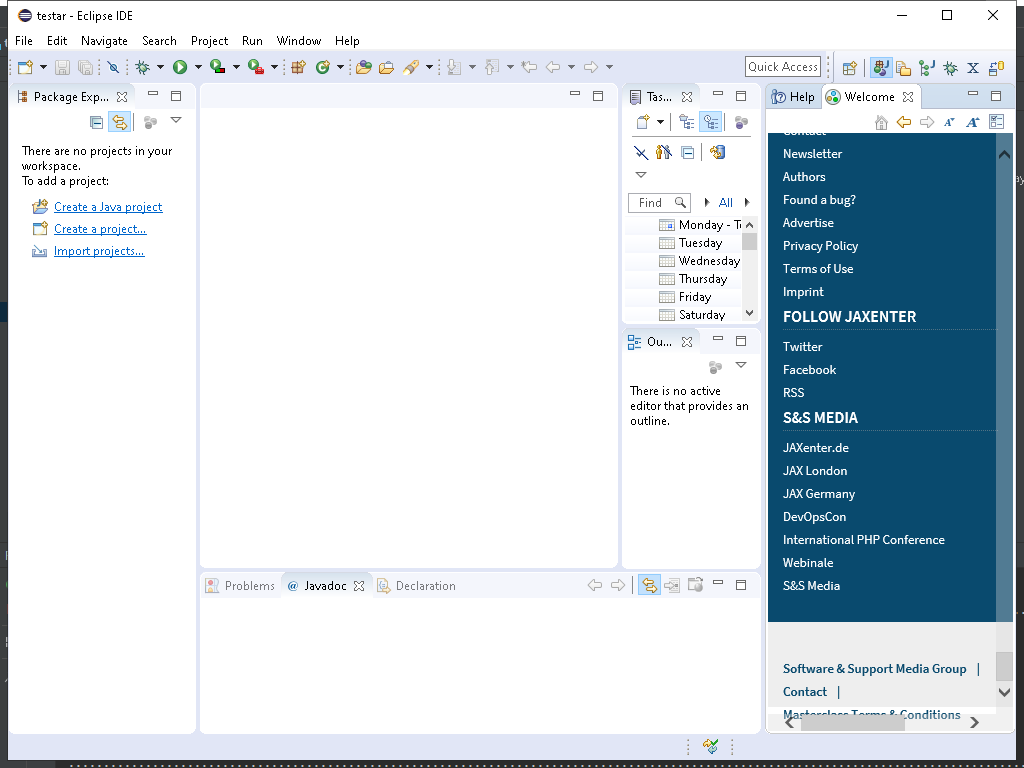 testar - Eclipse IDE
File Edit Navigate Search Project Run Window Help
Quick Access
Package Exp...
There are no projects in your
workspace.
To add a project:
Create a Java project
Create a project...
Import projects...
Tas...
Find
All
Monday - T
Tuesday
Wednesday
Thursday
Friday
Saturday
Ou...
There is no active
editor that provides an
outline.
Problems @ Javadoc Declaration
Help Welcome
Contact
Newsletter
Authors
Found a bug?
Advertise
Privacy Policy
Terms of Use
Imprint
FOLLOW JAXENTER
Twitter
Facebook
RSS
S&S MEDIA
JAXenter.de
JAX London
JAX Germany
DevOpsCon
International PHP Conference
Webinale
S&S Media
Software & Support Media Group |
Contact |
Masterclass Terms & Conditions